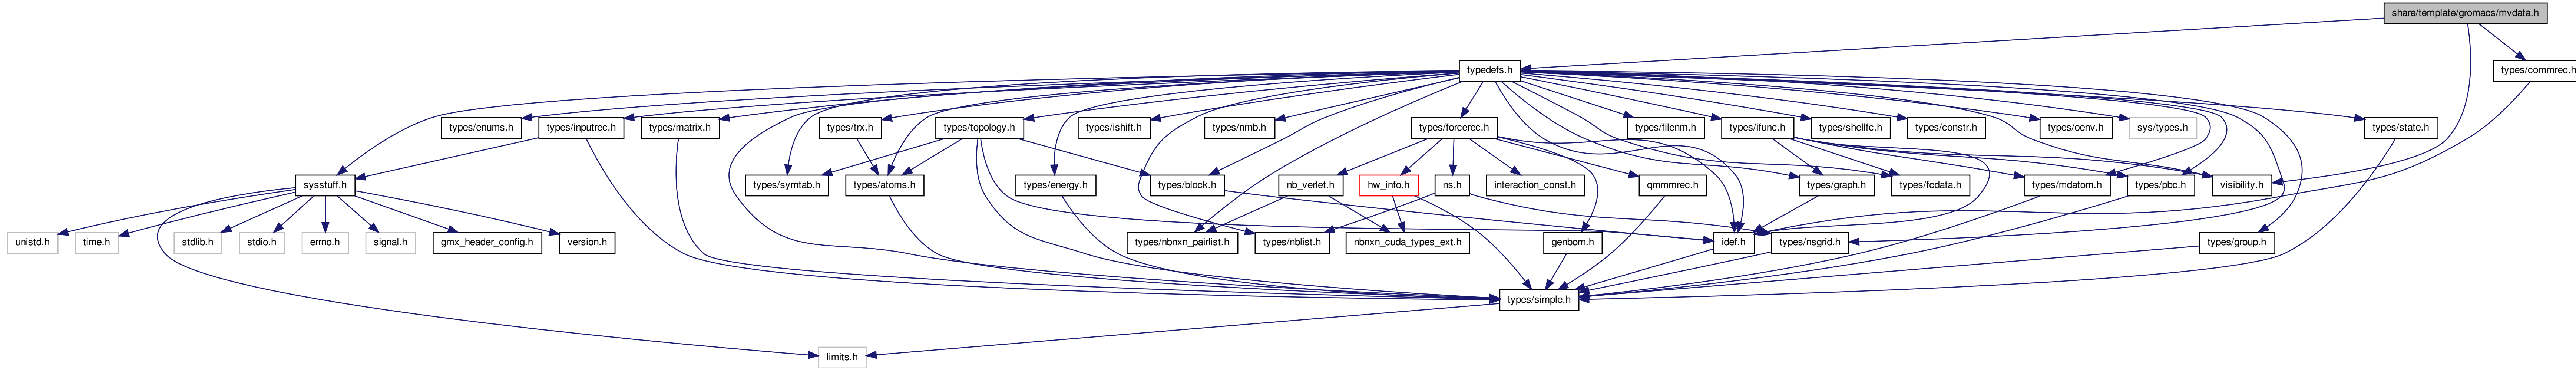 share/template/gromacs/mvdata.h
typedefs.h
types/commrec.h
types/enums.h
types/inputrec.h
types/matrix.h
types/trx.h
types/topology.h
types/ishift.h
types/nrnb.h
types/forcerec.h
types/filenm.h
types/ifunc.h
types/shellfc.h
types/constr.h
types/oenv.h
sys/types.h
types/state.h
sysstuff.h
types/symtab.h
types/atoms.h
types/energy.h
types/block.h
nb_verlet.h
hw_info.h
ns.h
interaction_const.h
qmmmrec.h
types/graph.h
types/fcdata.h
types/mdatom.h
types/pbc.h
visibility.h
unistd.h
time.h
stdlib.h
stdio.h
errno.h
signal.h
gmx_header_config.h
version.h
types/nbnxn_pairlist.h
types/nblist.h
nbnxn_cuda_types_ext.h
genborn.h
idef.h
types/nsgrid.h
types/group.h
types/simple.h
limits.h